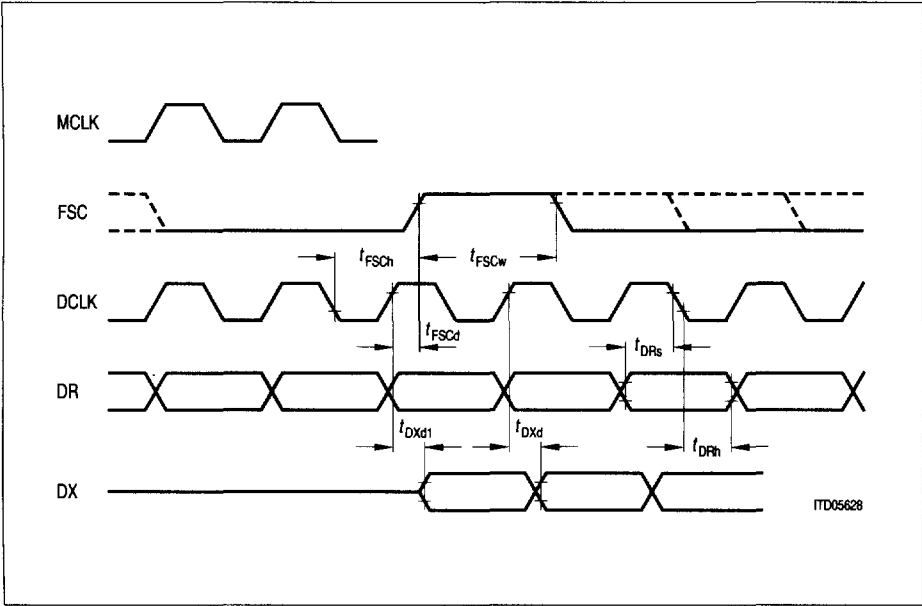 MCLK
FSC
tFSCh
tFSCw
DCLK
tFSCd
tDRs
DR
tDXd1
tDXd
tDRh
DX
ITD05628